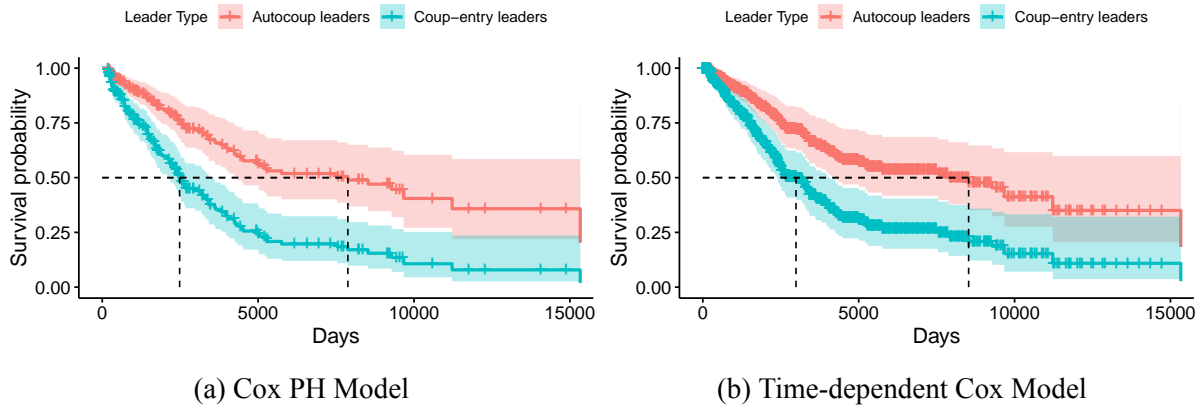 Leader Type Autocoup leaders Coup−entry leaders
1.00
0.75
0.50
0.25
0.00
Survival probability
0 5000 10000 15000
Days
(a) Cox PH Model
Leader Type Autocoup leaders Coup−entry leaders
1.00
0.75
0.50
0.25
0.00
Survival probability
0 5000 10000 15000
Days
(b) Time-dependent Cox Model